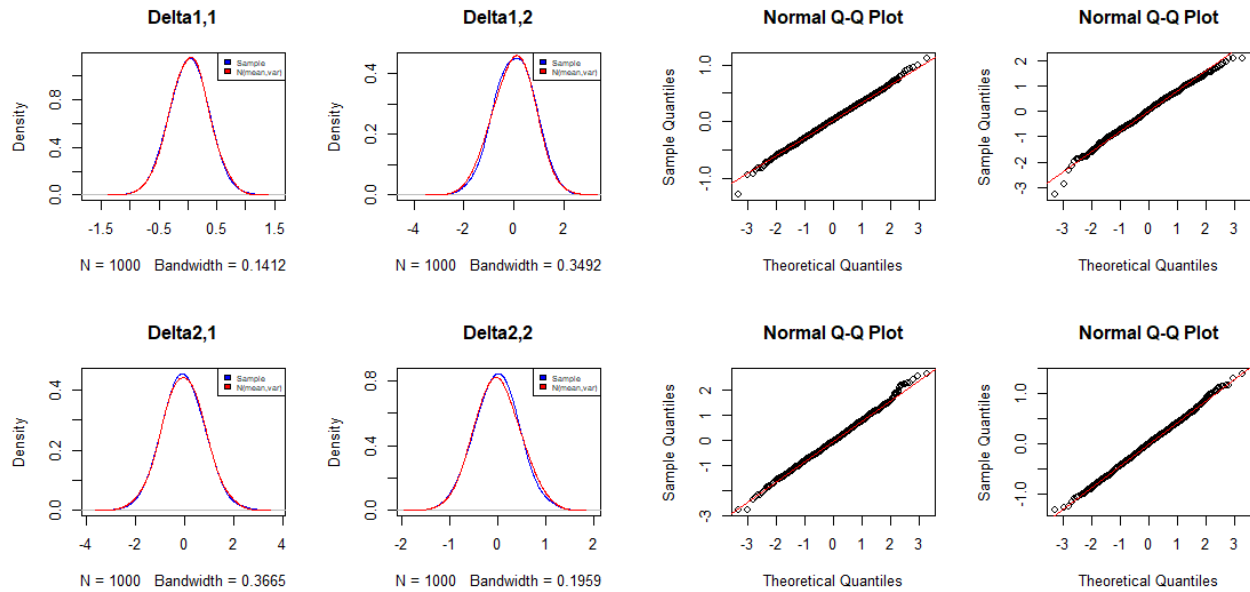 Delta1,1
Density
0.0 0.4 0.8
Sample
N(mean,var)
-1.5 -0.5 0.5 1.5
N = 1000 Bandwidth = 0.1412
Delta1,2
Density
0.0 0.2 0.4
Sample
N(mean,var)
-4 -2 0 2
N = 1000 Bandwidth = 0.3492
Normal Q-Q Plot
Sample Quantiles
-1.0 0.0 1.0
-3 -2 -1 0 1 2 3
Theoretical Quantiles
Normal Q-Q Plot
Sample Quantiles
-3 -2 -1 0 1 2
-3 -2 -1 0 1 2 3
Theoretical Quantiles
Delta2,1
Density
0.0 0.2 0.4
Sample
N(mean,var)
-4 -2 0 2 4
N = 1000 Bandwidth = 0.3665
Delta2,2
Density
0.0 0.4 0.8
Sample
N(mean,var)
-2 -1 0 1 2
N = 1000 Bandwidth = 0.1959
Normal Q-Q Plot
Sample Quantiles
-3 -1 0 1 2
-3 -2 -1 0 1 2 3
Theoretical Quantiles
Normal Q-Q Plot
Sample Quantiles
-1.0 0.0 1.0
-3 -2 -1 0 1 2 3
Theoretical Quantiles